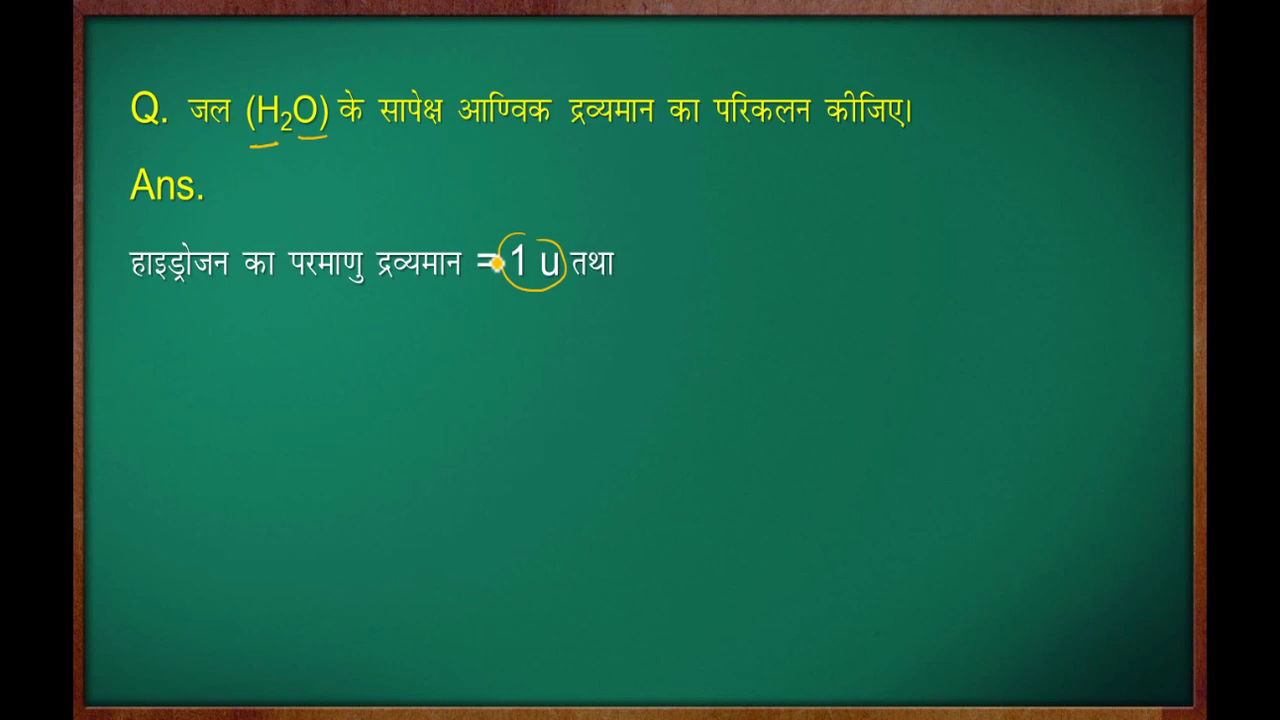 Q. जल (H₂O) के सापेक्ष आण्विक द्रव्यमान का परिकलन कीजिए।
Ans.
हाइड्रोजन का परमाणु द्रव्यमान = 1 u तथा